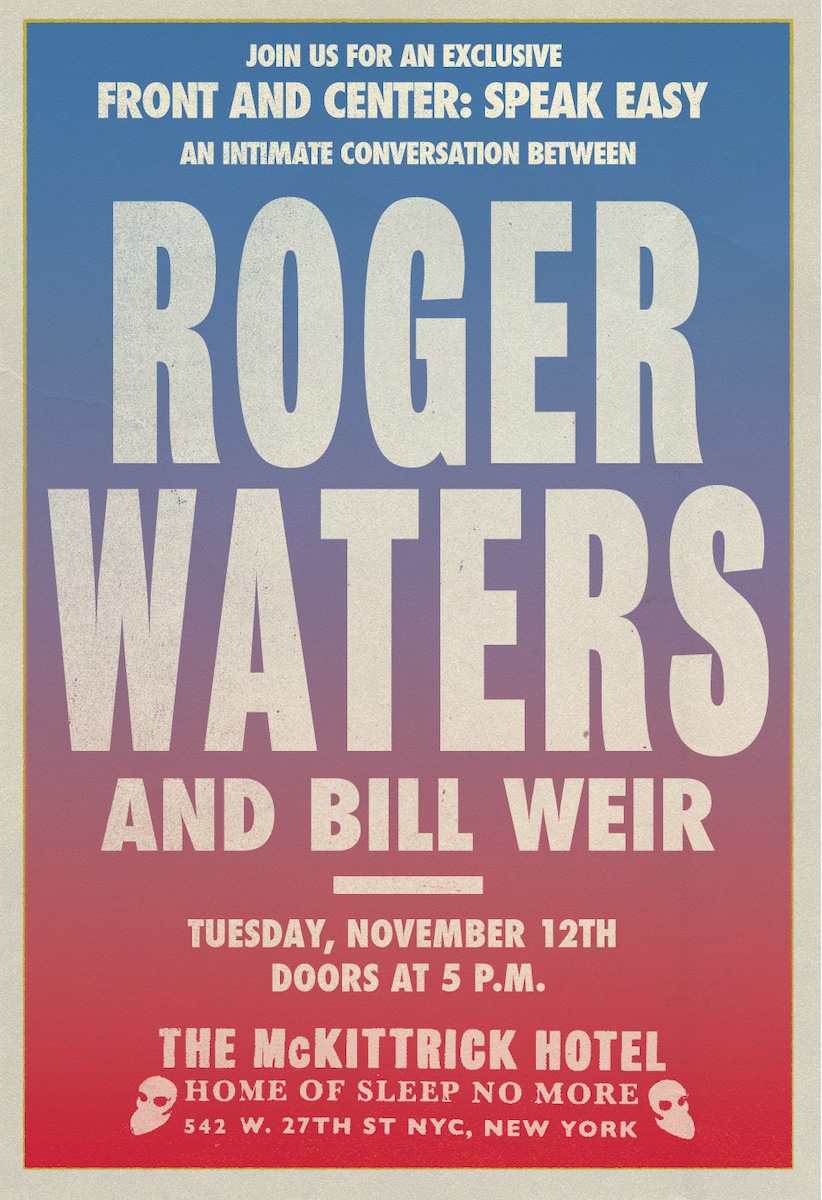 JOIN US FOR AN EXCLUSIVE
FRONT AND CENTER: SPEAK EASY
AN INTIMATE CONVERSATION BETWEEN
ROGER
WATERS
AND BILL WEIR
TUESDAY, NOVEMBER 12TH
DOORS AT 5 P.M.
THE McKITTRICK HOTEL
HOME OF SLEEP NO MORE
542 W. 27TH ST NYC, NEW YORK